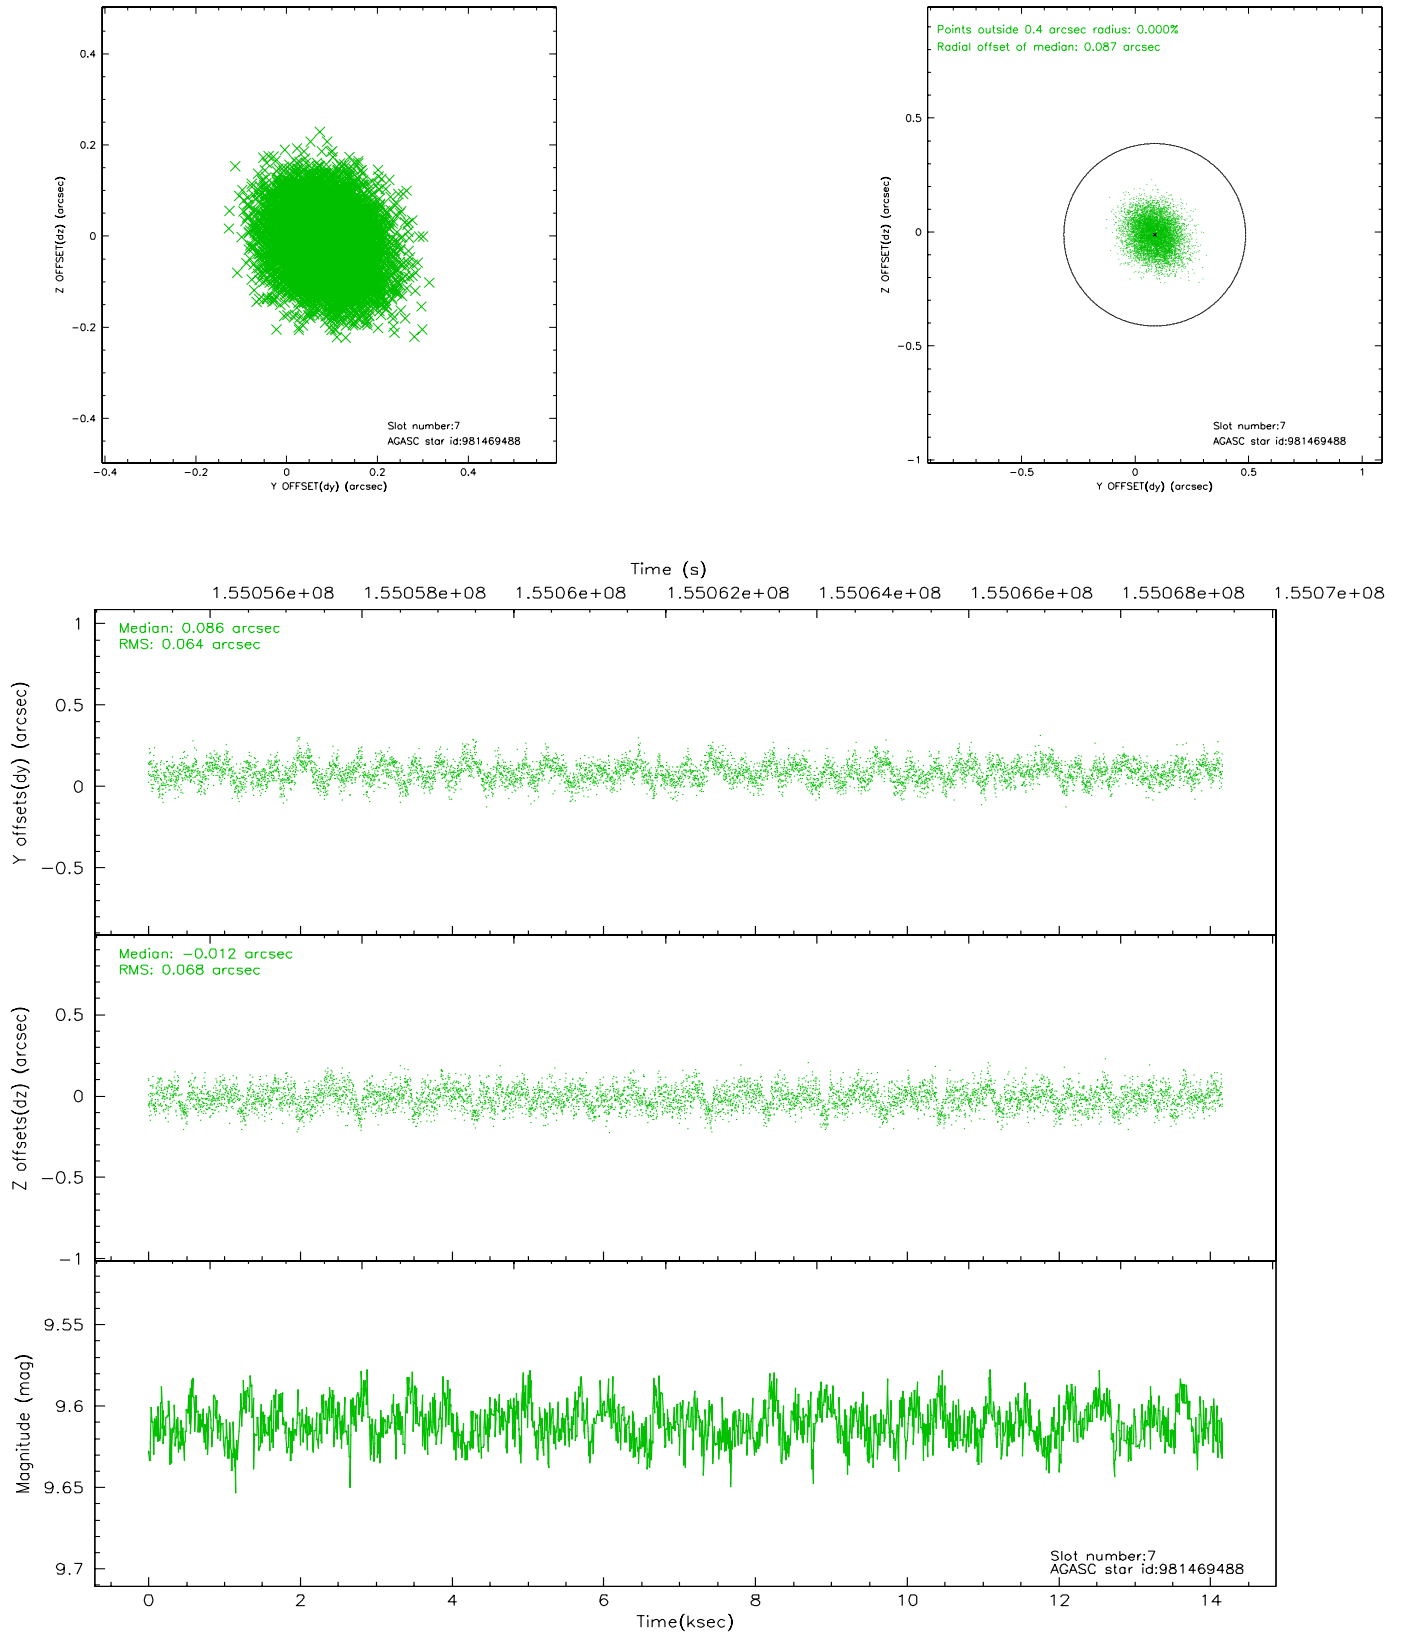 0.4
0.2
0
−0.2
−0.4
Z OFFSET(dz) (arcsec)
−0.4 −0.2 0 0.2 0.4
Y OFFSET(dy) (arcsec)
Slot number:7
AGASC star id:981469488
Points outside 0.4 arcsec radius: 0.000%
Radial offset of median: 0.087 arcsec
0.5
0
−0.5
−1
Z OFFSET(dz) (arcsec)
−0.5 0 0.5 1
Y OFFSET(dy) (arcsec)
Slot number:7
AGASC star id:981469488
Time (s)
1.55056e+08 1.55058e+08 1.5506e+08 1.55062e+08 1.55064e+08 1.55066e+08 1.55068e+08 1.5507e+08
Median: 0.086 arcsec
RMS: 0.064 arcsec
1
0.5
0
−0.5
Y offsets(dy) (arcsec)
Median: −0.012 arcsec
RMS: 0.068 arcsec
0.5
0
−0.5
−1
Z offsets(dz) (arcsec)
9.55
9.6
9.65
9.7
Magnitude (mag)
Slot number:7
AGASC star id:981469488
0 2 4 6 8 10 12 14
Time(ksec)